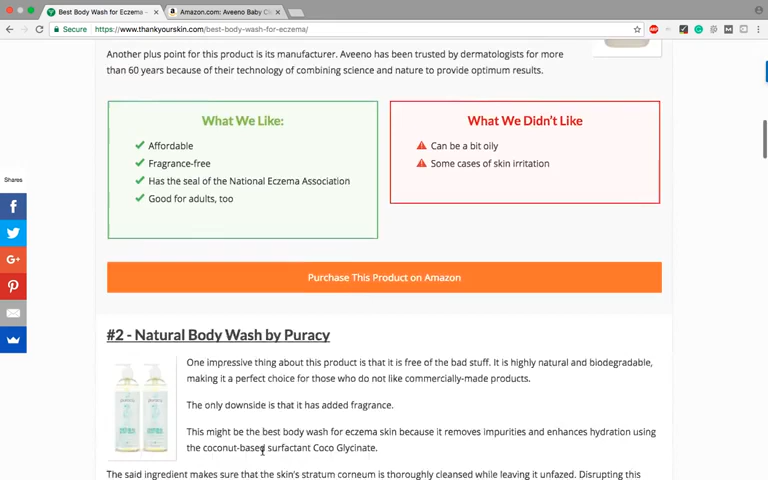 Best Body Wash for Eczema -
Amazon.com: Aveeno Baby Cl
Secure
https://www.thankyourskin.com/best-body-wash-for-eczema/
Another plus point for this product is its manufacturer. Aveeno has been trusted by dermatologists for more
than 60 years because of their technology of combining science and nature to provide optimum results.
What We Like:
Affordable
Fragrance-free
Has the seal of the National Eczema Association
Good for adults, too
What We Didn't Like
Can be a bit oily
Some cases of skin irritation
Shares
Purchase This Product on Amazon
#2 - Natural Body Wash by Puracy
One impressive thing about this product is that it is free of the bad stuff. It is highly natural and biodegradable,
making it a perfect choice for those who do not like commercially-made products.
The only downside is that it has added fragrance.
This might be the best body wash for eczema skin because it removes impurities and enhances hydration using
the coconut-based surfactant Coco Glycinate.
The said ingredient makes sure that the skin's stratum corneum is thoroughly cleansed while leaving it unfazed. Disrupting this